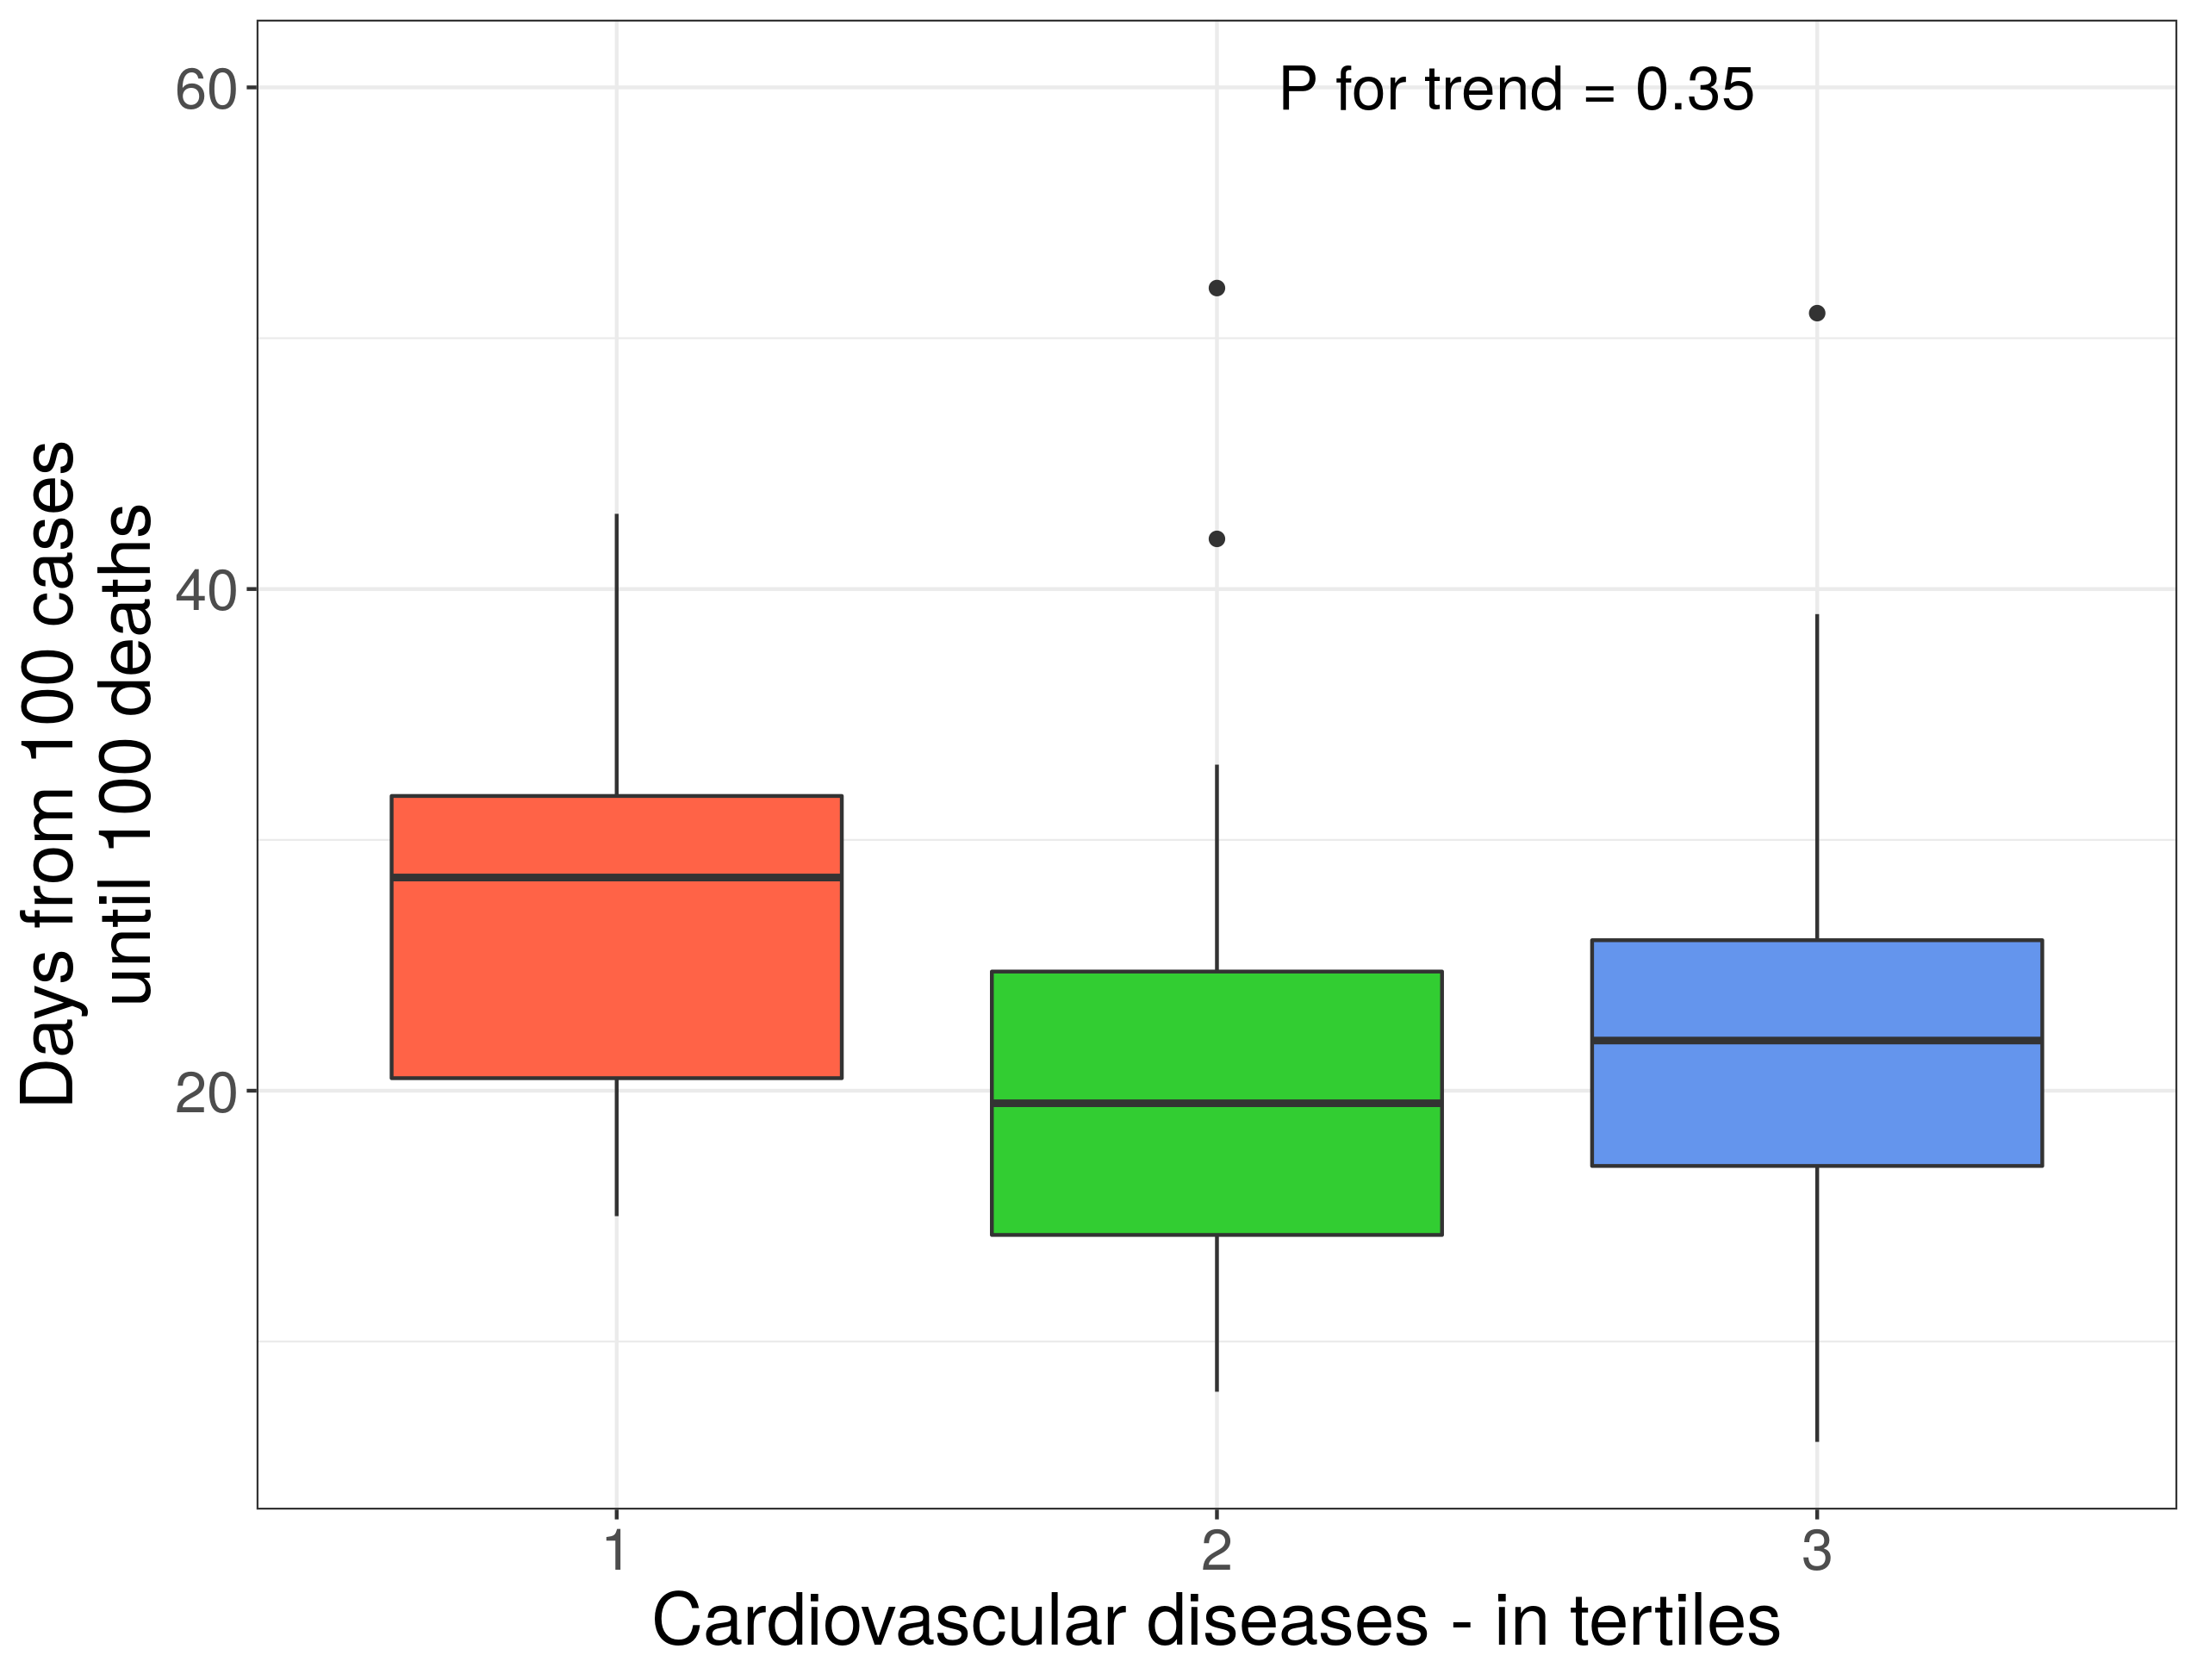 P for trend = 0.35
60
40
20
Days from 100 cases
until 100 deaths
1
2
3
Cardiovascular diseases - in tertiles